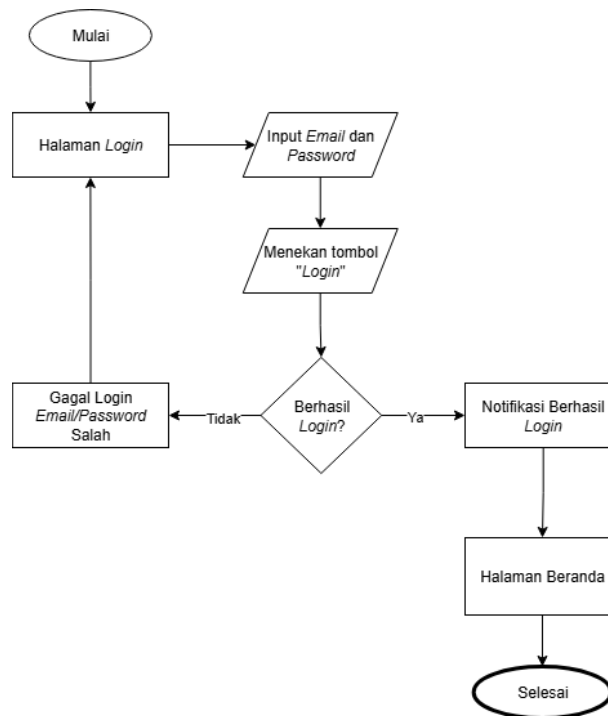 Mulai
Halaman Login
Input Email dan
Password
Menekan tombol
"Login"
Berhasil
Login?
Tidak
Ya
Gagal Login
Email/Password
Salah
Notifikasi Berhasil
Login
Halaman Beranda
Selesai